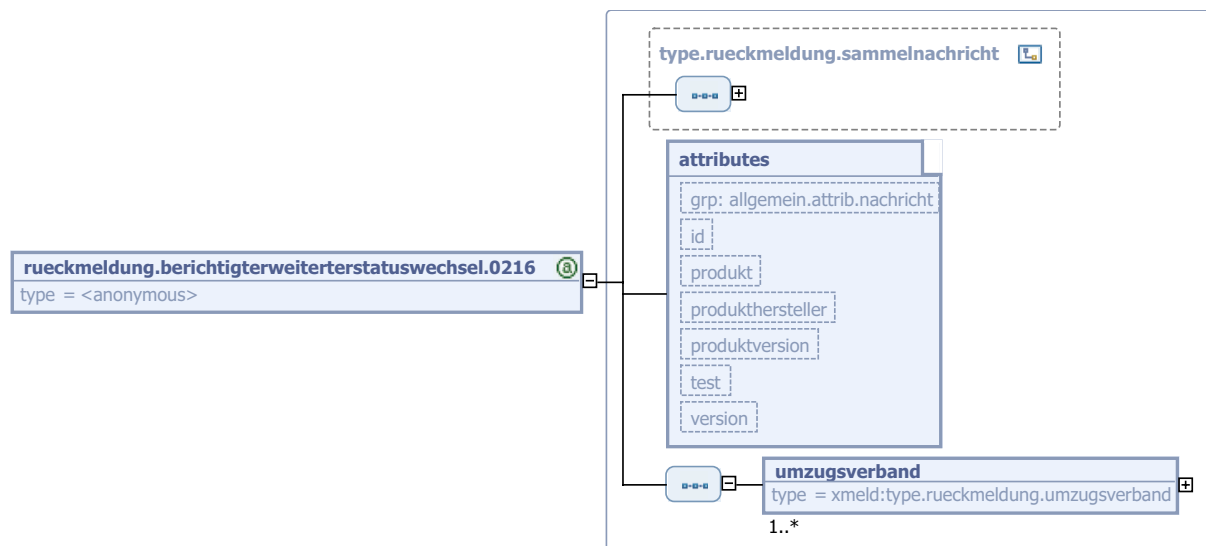 type.rueckmeldung.sammelnachricht
attributes
grp: allgemein.attrib.nachricht
id
produkt
produkthersteller
produktversion
test
version
rueckmeldung.berichtigterweiterterstatuswechsel.0216
type = <anonymous>
umzugsverband
type = xmeld:type.rueckmeldung.umzugsverband
1..*